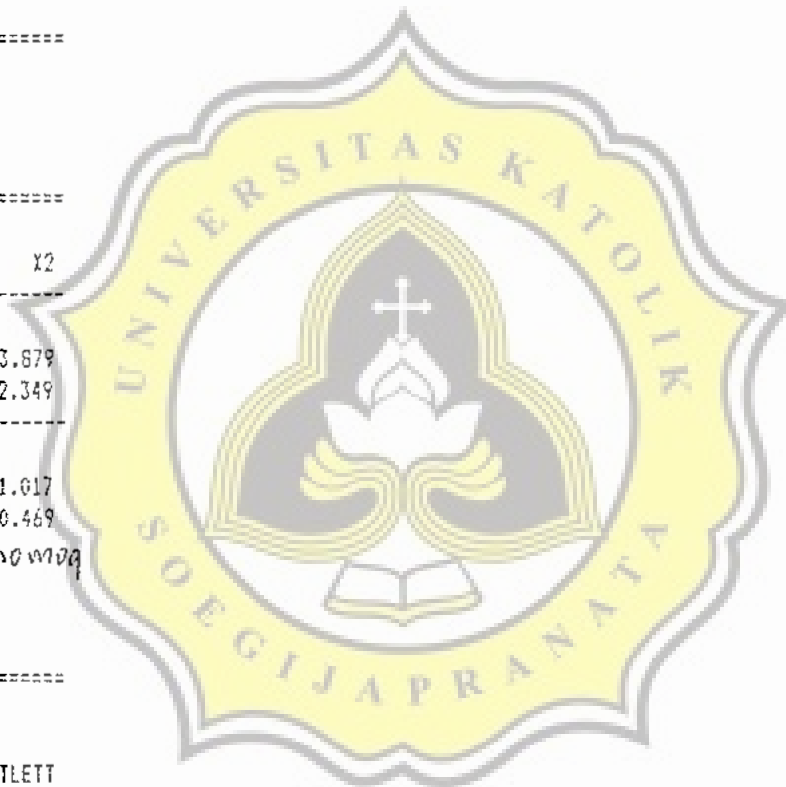 ======
======
X2
------
3.879
2.349
------
1.017
0.469
======
TLETT
UNIVERSITAS KATOLIK
SOEGIJAPRANATA